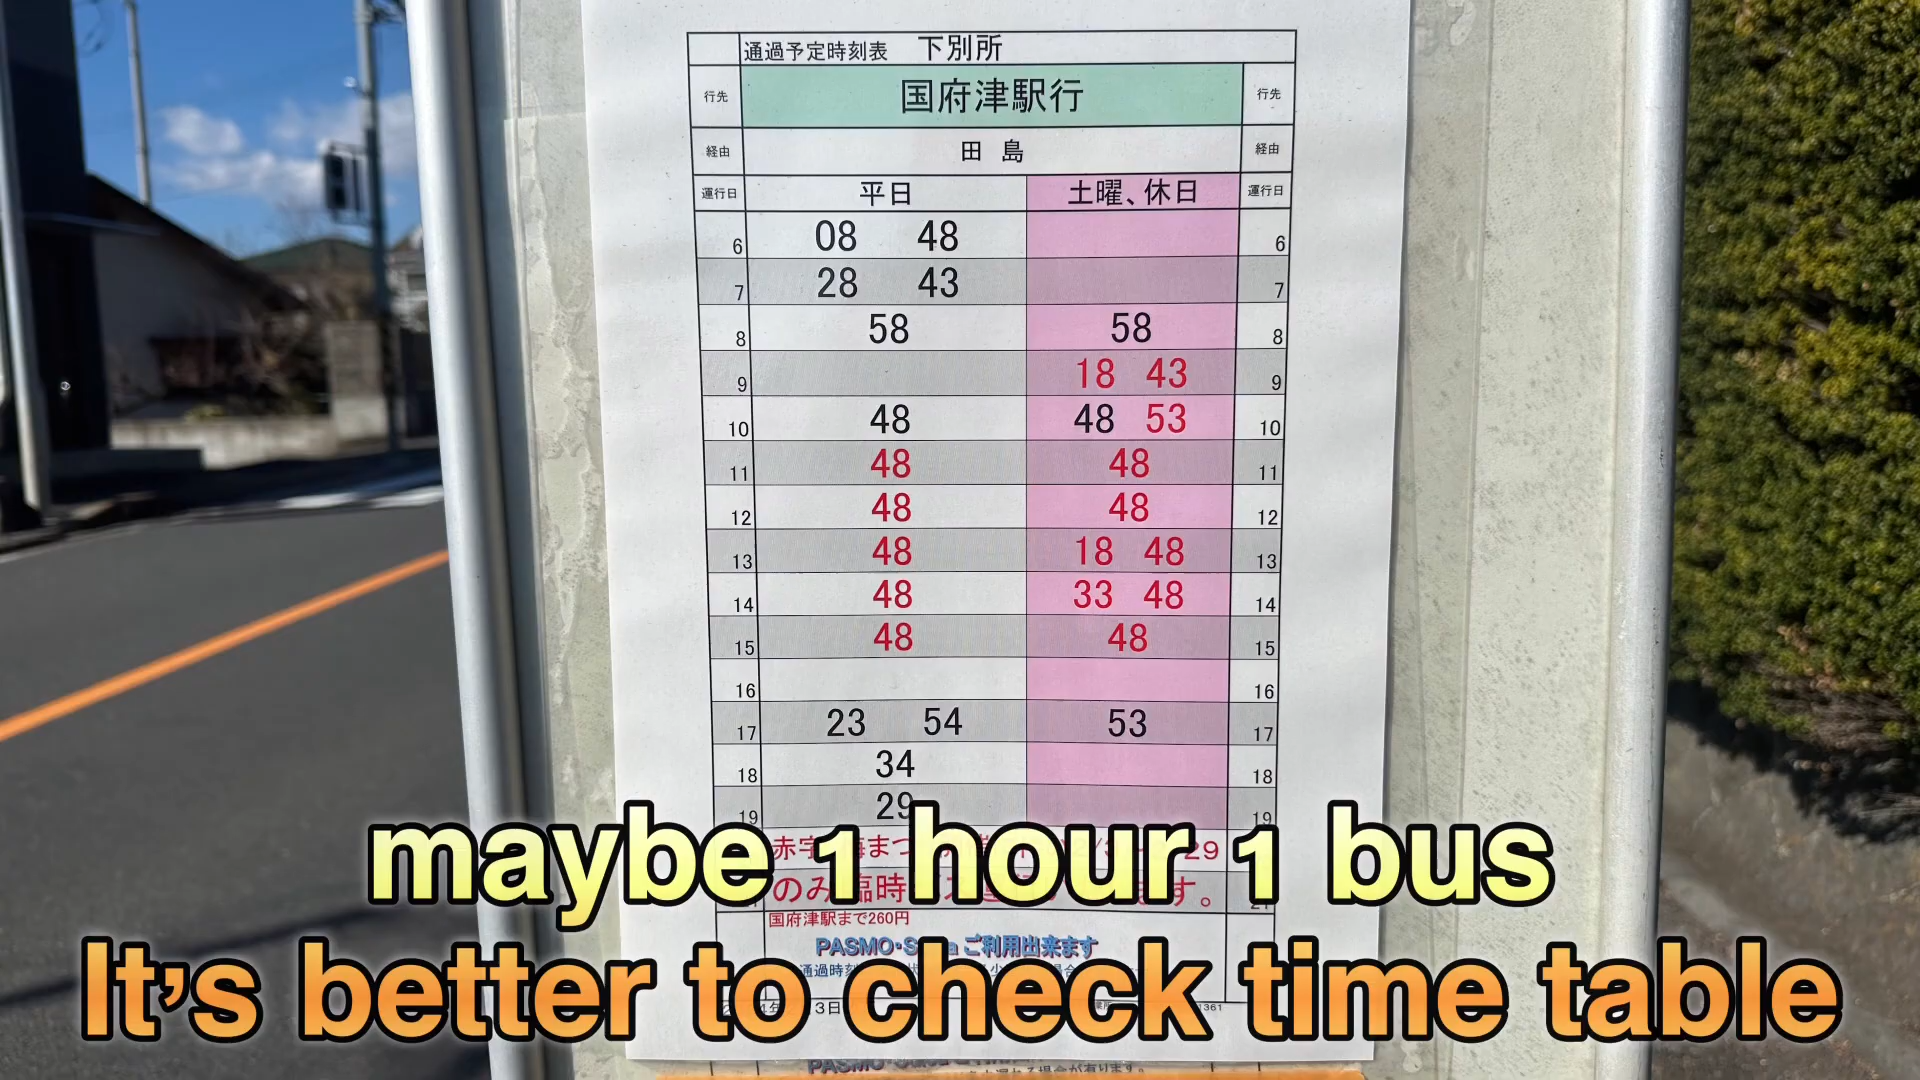 通過予定時刻表 下別所
行先 国府津駅行 行先
経由 田島 経由
運行日 平日 土曜、休日 運行日
6 08 48 6
7 28 43 7
8 58 58 8
9 18 43 9
10 48 48 53 10
11 48 48 11
12 48 48 12
13 48 18 48 13
14 48 33 48 14
15 48 48 15
16 16
17 23 54 53 17
18 34 18
19 29 19
maybe 1 hour 1 bus
国府津駅まで260円
ご利用出来ます
It's better to check time table